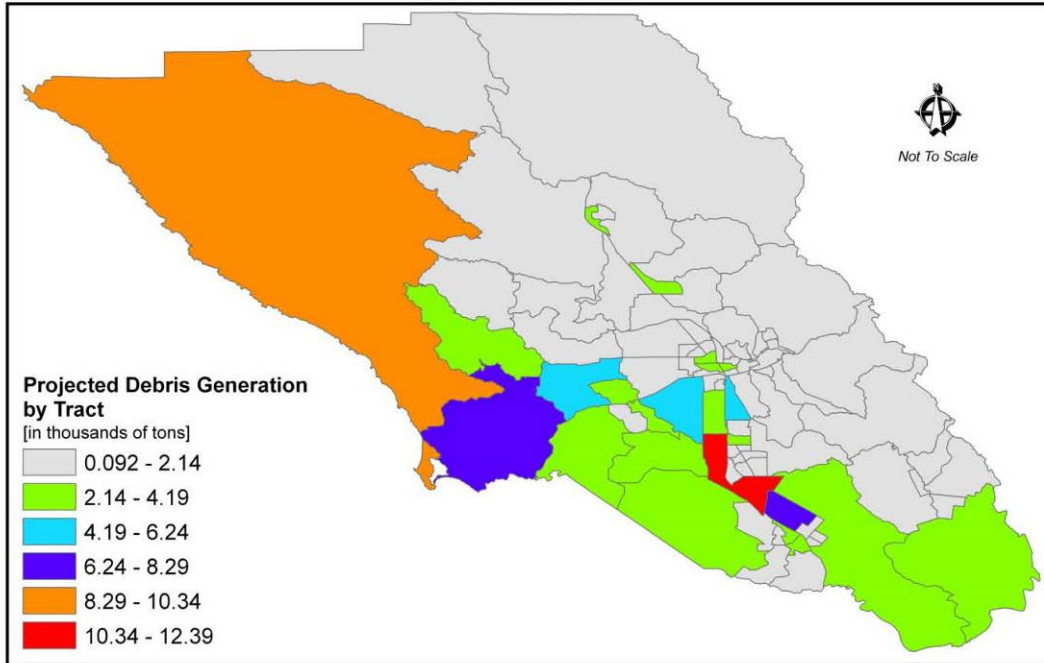 Not To Scale
Projected Debris Generation
by Tract
[in thousands of tons]
0.092 - 2.14
2.14 - 4.19
4.19 - 6.24
6.24 - 8.29
8.29 - 10.34
10.34 - 12.39